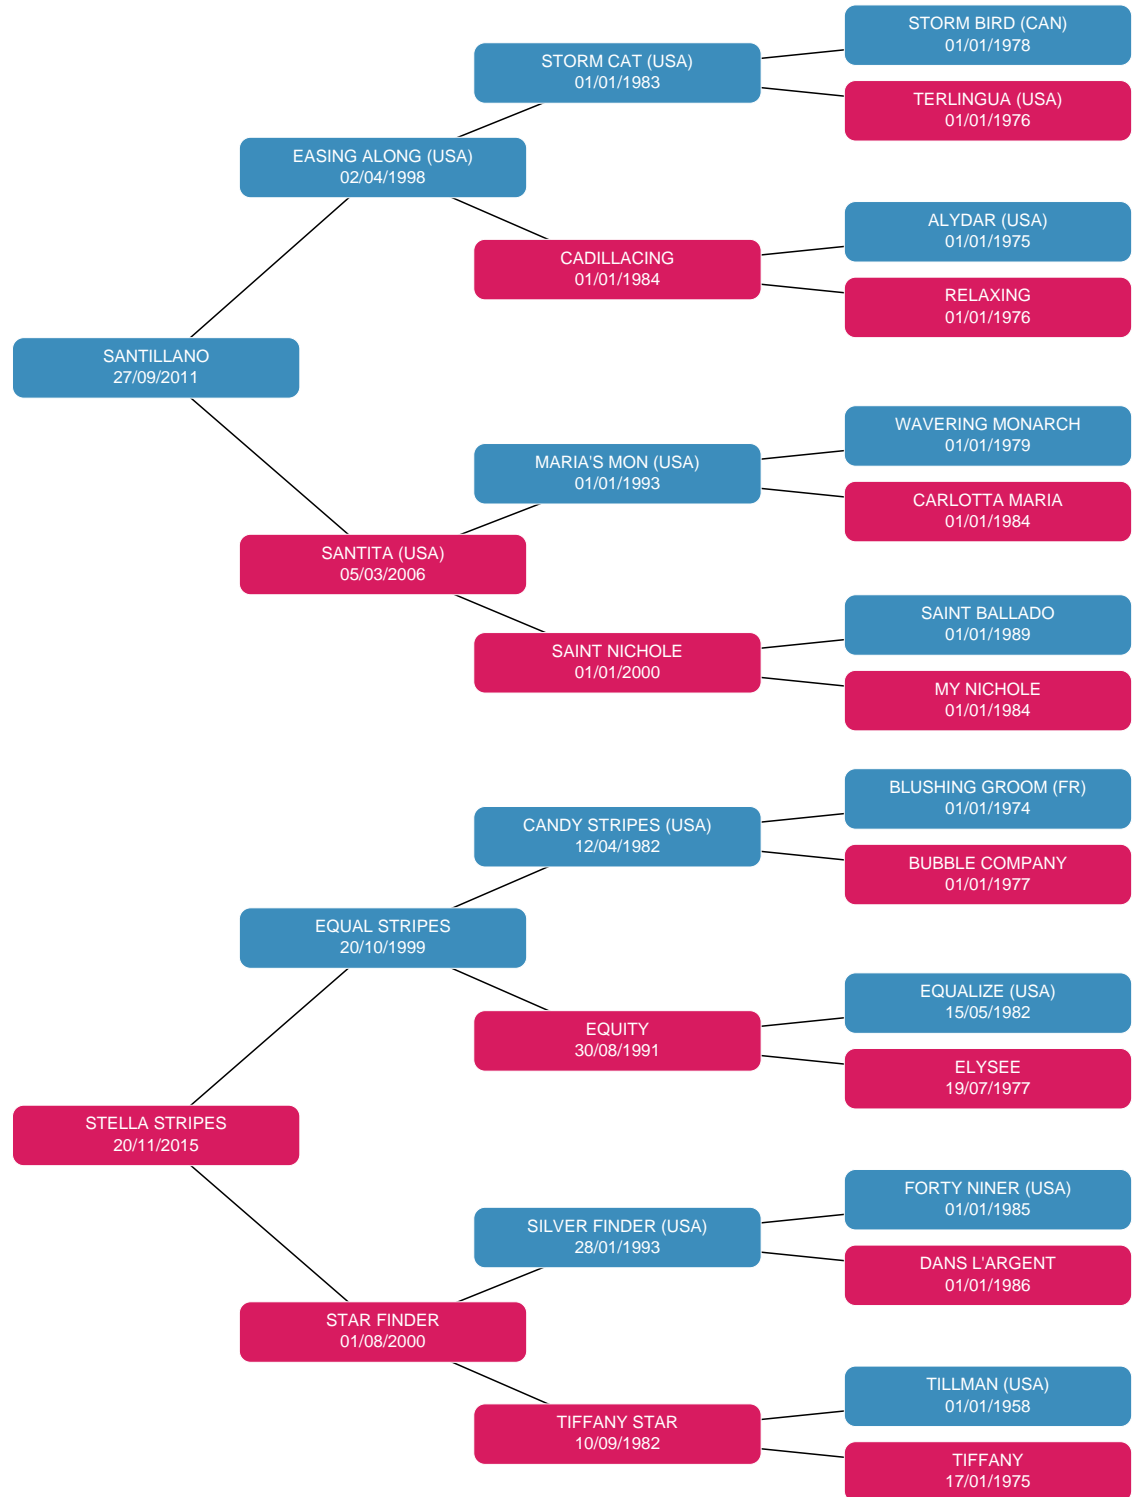 STORM BIRD (CAN)
01/01/1978
STORM CAT (USA)
01/01/1983
TERLINGUA (USA)
01/01/1976
EASING ALONG (USA)
02/04/1998
ALYDAR (USA)
01/01/1975
CADILLACING
01/01/1984
RELAXING
01/01/1976
SANTILLANO
27/09/2011
WAVERING MONARCH
01/01/1979
MARIA'S MON (USA)
01/01/1993
CARLOTTA MARIA
01/01/1984
SANTITA (USA)
05/03/2006
SAINT BALLADO
01/01/1989
SAINT NICHOLE
01/01/2000
MY NICHOLE
01/01/1984
BLUSHING GROOM (FR)
01/01/1974
CANDY STRIPES (USA)
12/04/1982
BUBBLE COMPANY
01/01/1977
EQUAL STRIPES
20/10/1999
EQUALIZE (USA)
15/05/1982
EQUITY
30/08/1991
ELYSEE
19/07/1977
STELLA STRIPES
20/11/2015
FORTY NINER (USA)
01/01/1985
SILVER FINDER (USA)
28/01/1993
DANS L'ARGENT
01/01/1986
STAR FINDER
01/08/2000
TILLMAN (USA)
01/01/1958
TIFFANY STAR
10/09/1982
TIFFANY
17/01/1975